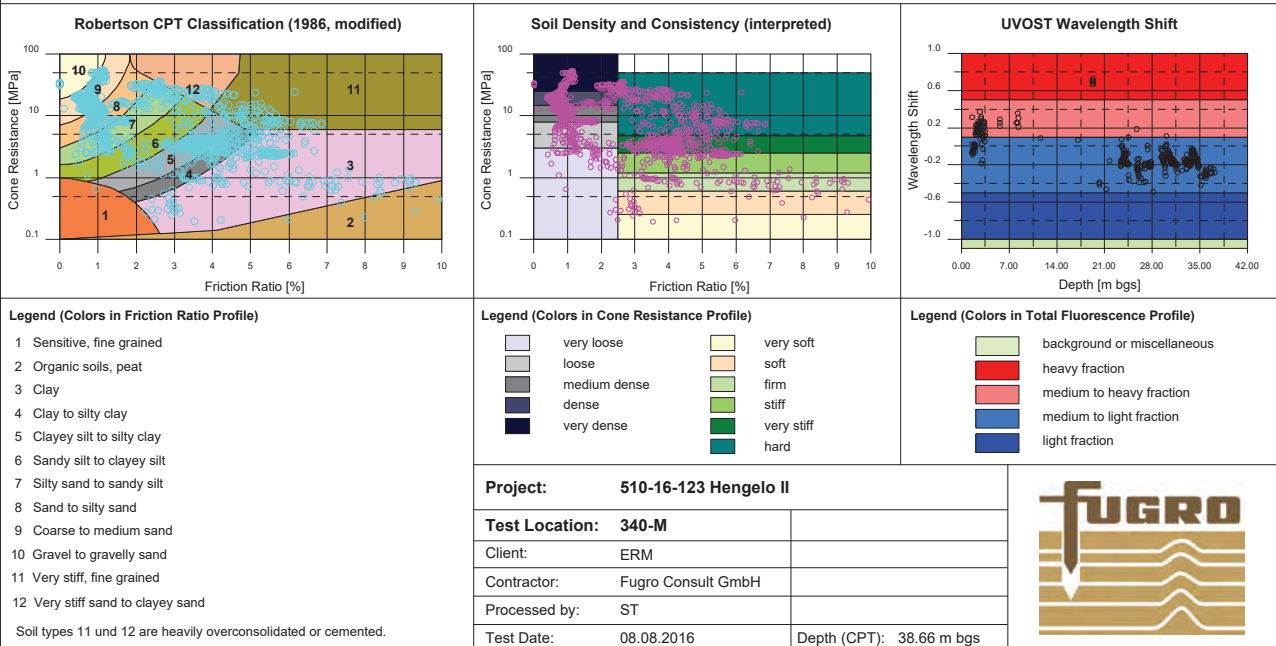 Robertson CPT Classification (1986, modified)
Cone Resistance [MPa]
100
10
1
0.1
10
9
8
12
11
7
6
5
4
3
1
2
0 1 2 3 4 5 6 7 8 9 10
Friction Ratio [%]
Soil Density and Consistency (interpreted)
Cone Resistance [MPa]
100
10
1
0.1
0 1 2 3 4 5 6 7 8 9 10
Friction Ratio [%]
UVOST Wavelength Shift
Wavelength Shift
1.0
0.6
0.2
-0.2
-0.6
-1.0
0.00 7.00 14.00 21.00 28.00 35.00 42.00
Depth [m bgs]
Legend (Colors in Friction Ratio Profile)
1 Sensitive, fine grained
2 Organic soils, peat
3 Clay
4 Clay to silty clay
5 Clayey silt to silty clay
6 Sandy silt to clayey silt
7 Silty sand to sandy silt
8 Sand to silty sand
9 Coarse to medium sand
10 Gravel to gravelly sand
11 Very stiff, fine grained
12 Very stiff sand to clayey sand
Soil types 11 und 12 are heavily overconsolidated or cemented.
Legend (Colors in Cone Resistance Profile)
very loose
loose
medium dense
dense
very dense
very soft
soft
firm
stiff
very stiff
hard
Legend (Colors in Total Fluorescence Profile)
background or miscellaneous
heavy fraction
medium to heavy fraction
medium to light fraction
light fraction
Project: 510-16-123 Hengelo II
Test Location: 340-M
Client: ERM
Contractor: Fugro Consult GmbH
Processed by: ST
Test Date: 08.08.2016 Depth (CPT): 38.66 m bgs
FUGRO